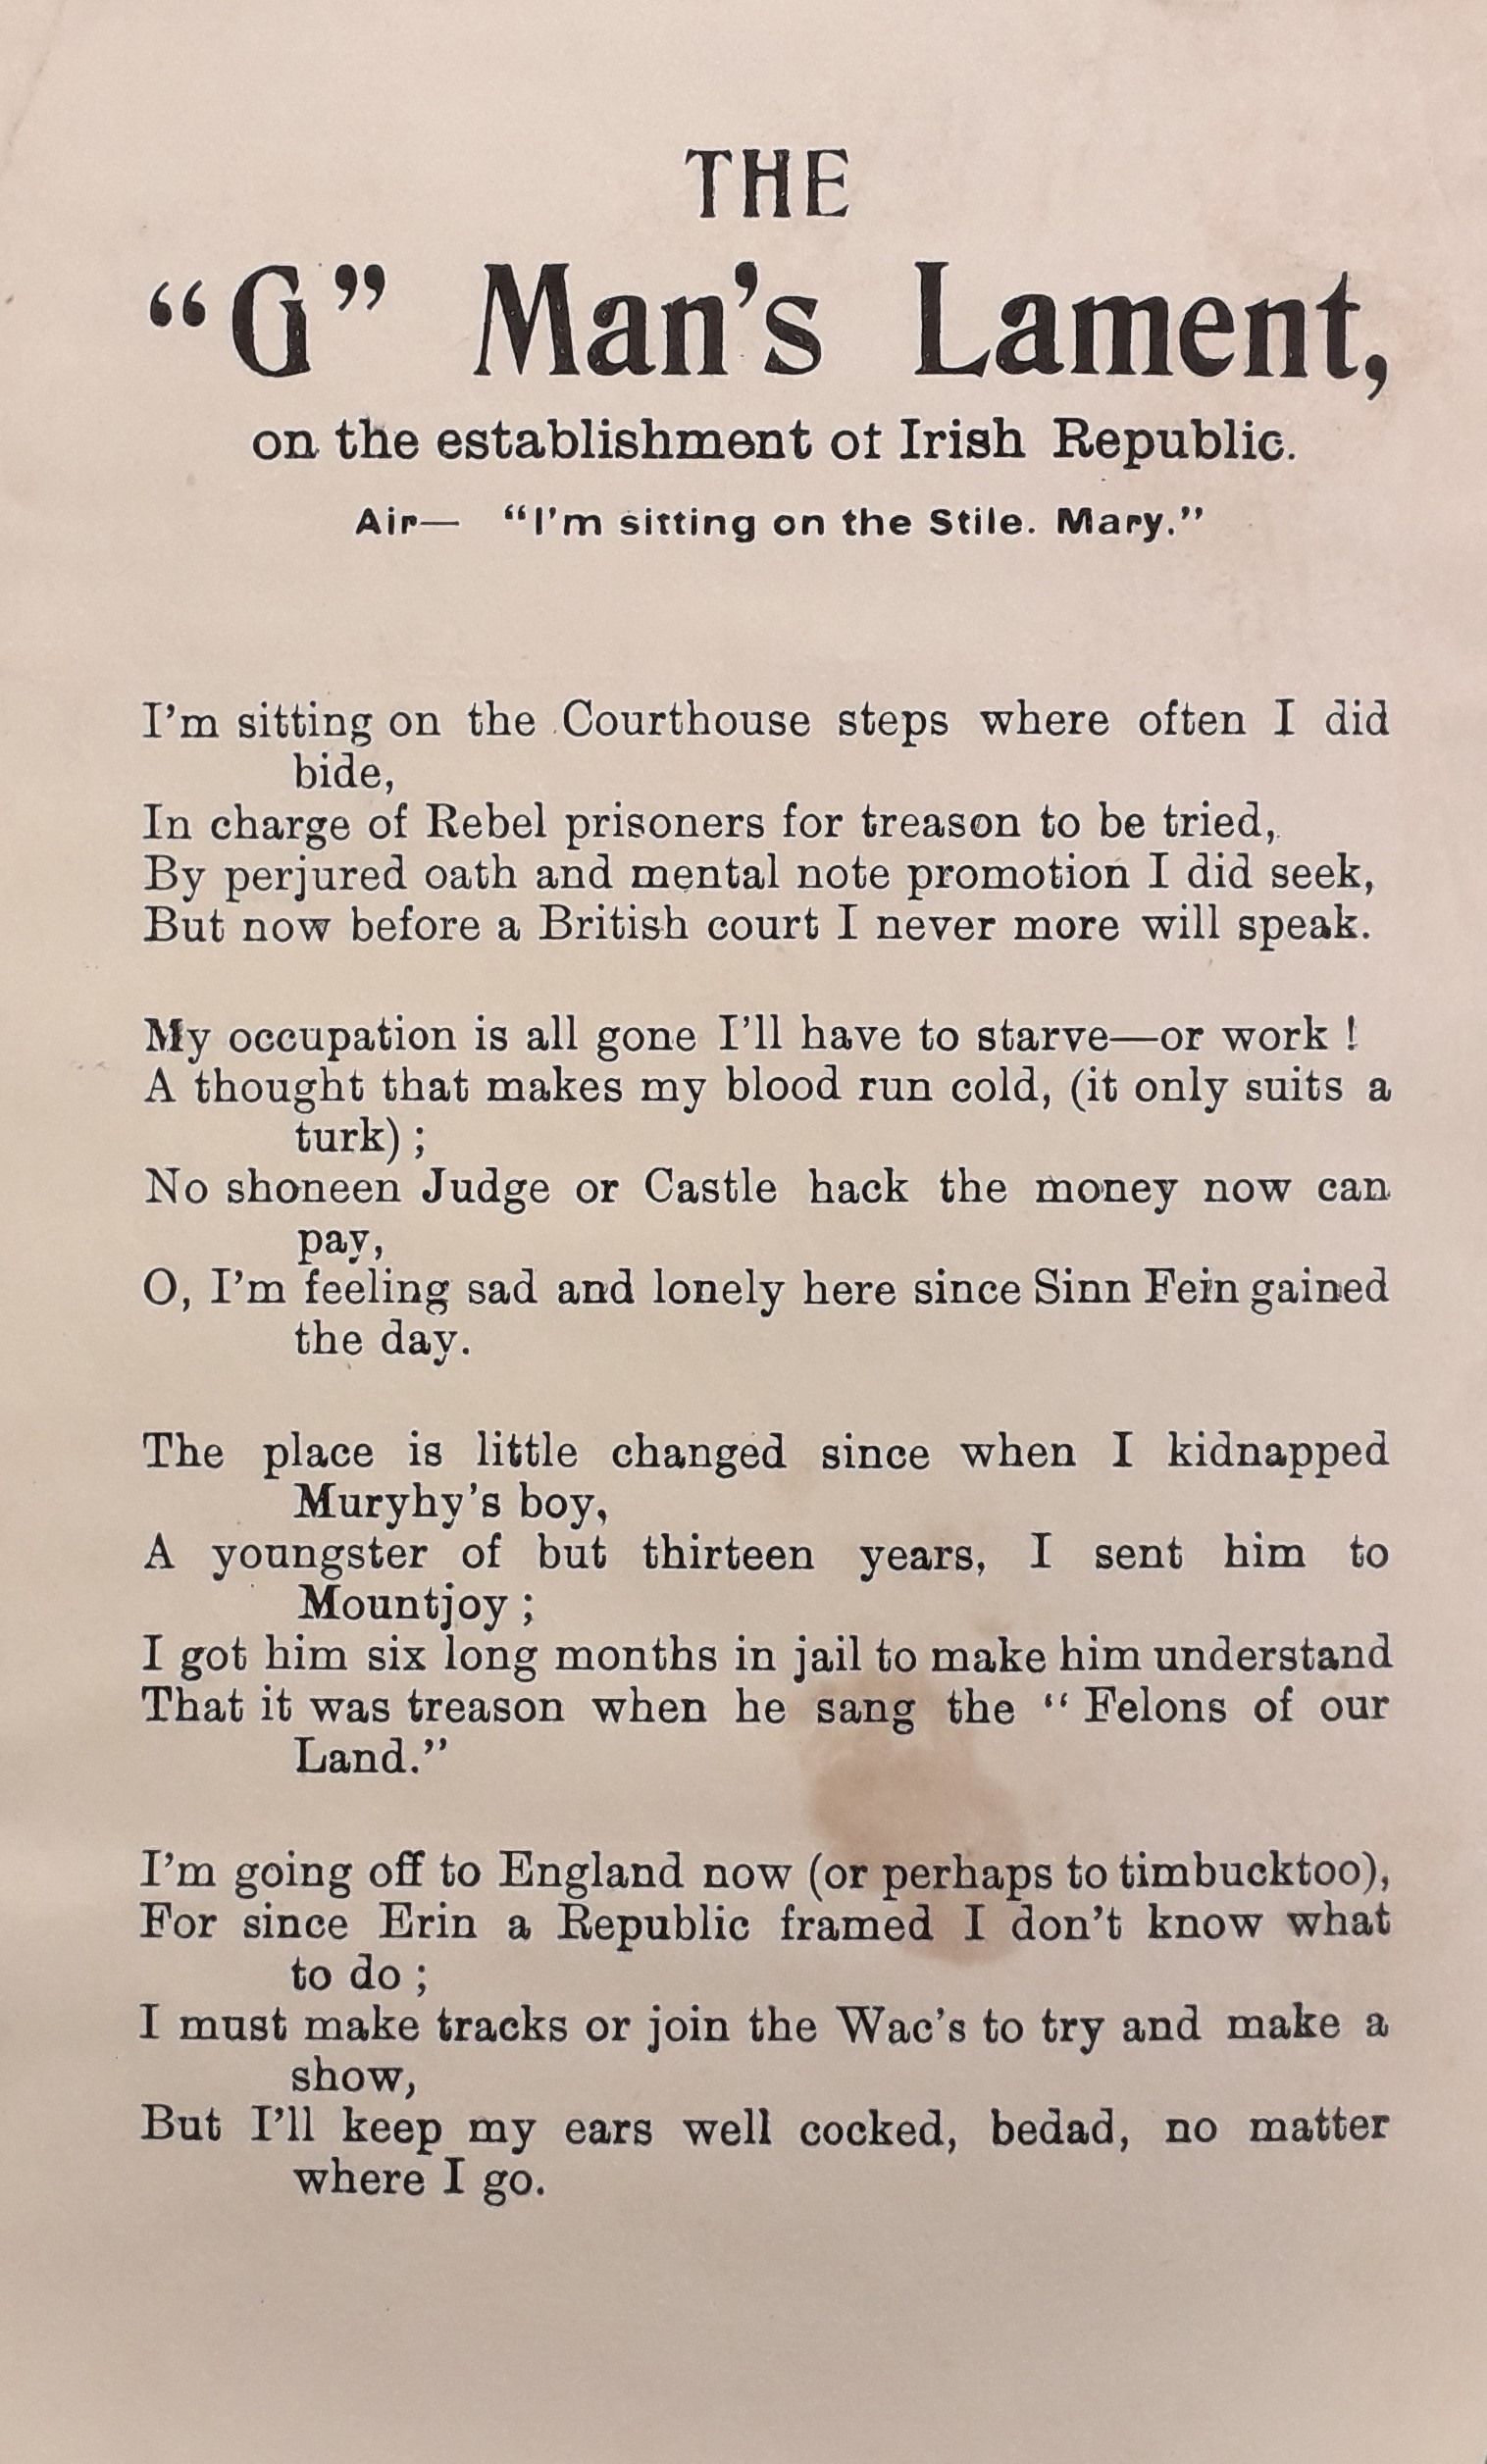 THE
“G” Man’s Lament,
on the establishment of Irish Republic.
Air— “I’m sitting on the Stile. Mary.”
I’m sitting on the Courthouse steps where often I did
bide,
In charge of Rebel prisoners for treason to be tried,
By perjured oath and mental note promotion I did seek,
But now before a British court I never more will speak.
My occupation is all gone I’ll have to starve—or work !
A thought that makes my blood run cold, (it only suits a
turk) ;
No shoneen Judge or Castle hack the money now can
pay,
O, I’m feeling sad and lonely here since Sinn Fein gained
the day.
The place is little changed since when I kidnapped
Muryhy’s boy,
A youngster of but thirteen years, I sent him to
Mountjoy ;
I got him six long months in jail to make him understand
That it was treason when he sang the “ Felons of our
Land.”
I’m going off to England now (or perhaps to timbucktoo),
For since Erin a Republic framed I don’t know what
to do ;
I must make tracks or join the Wac’s to try and make a
show,
But I’ll keep my ears well cocked, bedad, no matter
where I go.